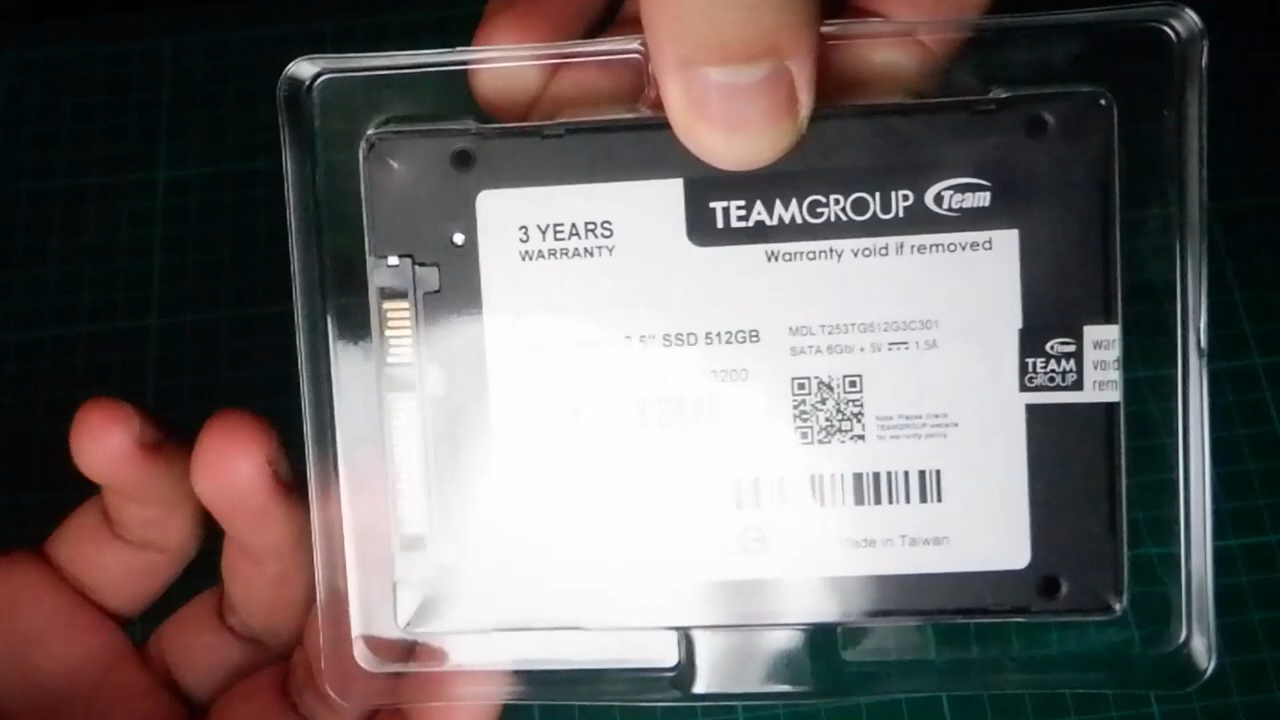 TEAMGROUP Team
3 YEARS
WARRANTY
Warranty void if removed
2.5" SSD 512GB
MDL T253TG512G3C301
SATA 6Gb/ + 5V 1.5A
3200
Note: Please check
TEAMGROUP website
for warranty policy.
Made in Taiwan
Team
TEAM
GROUP
war
void
rem